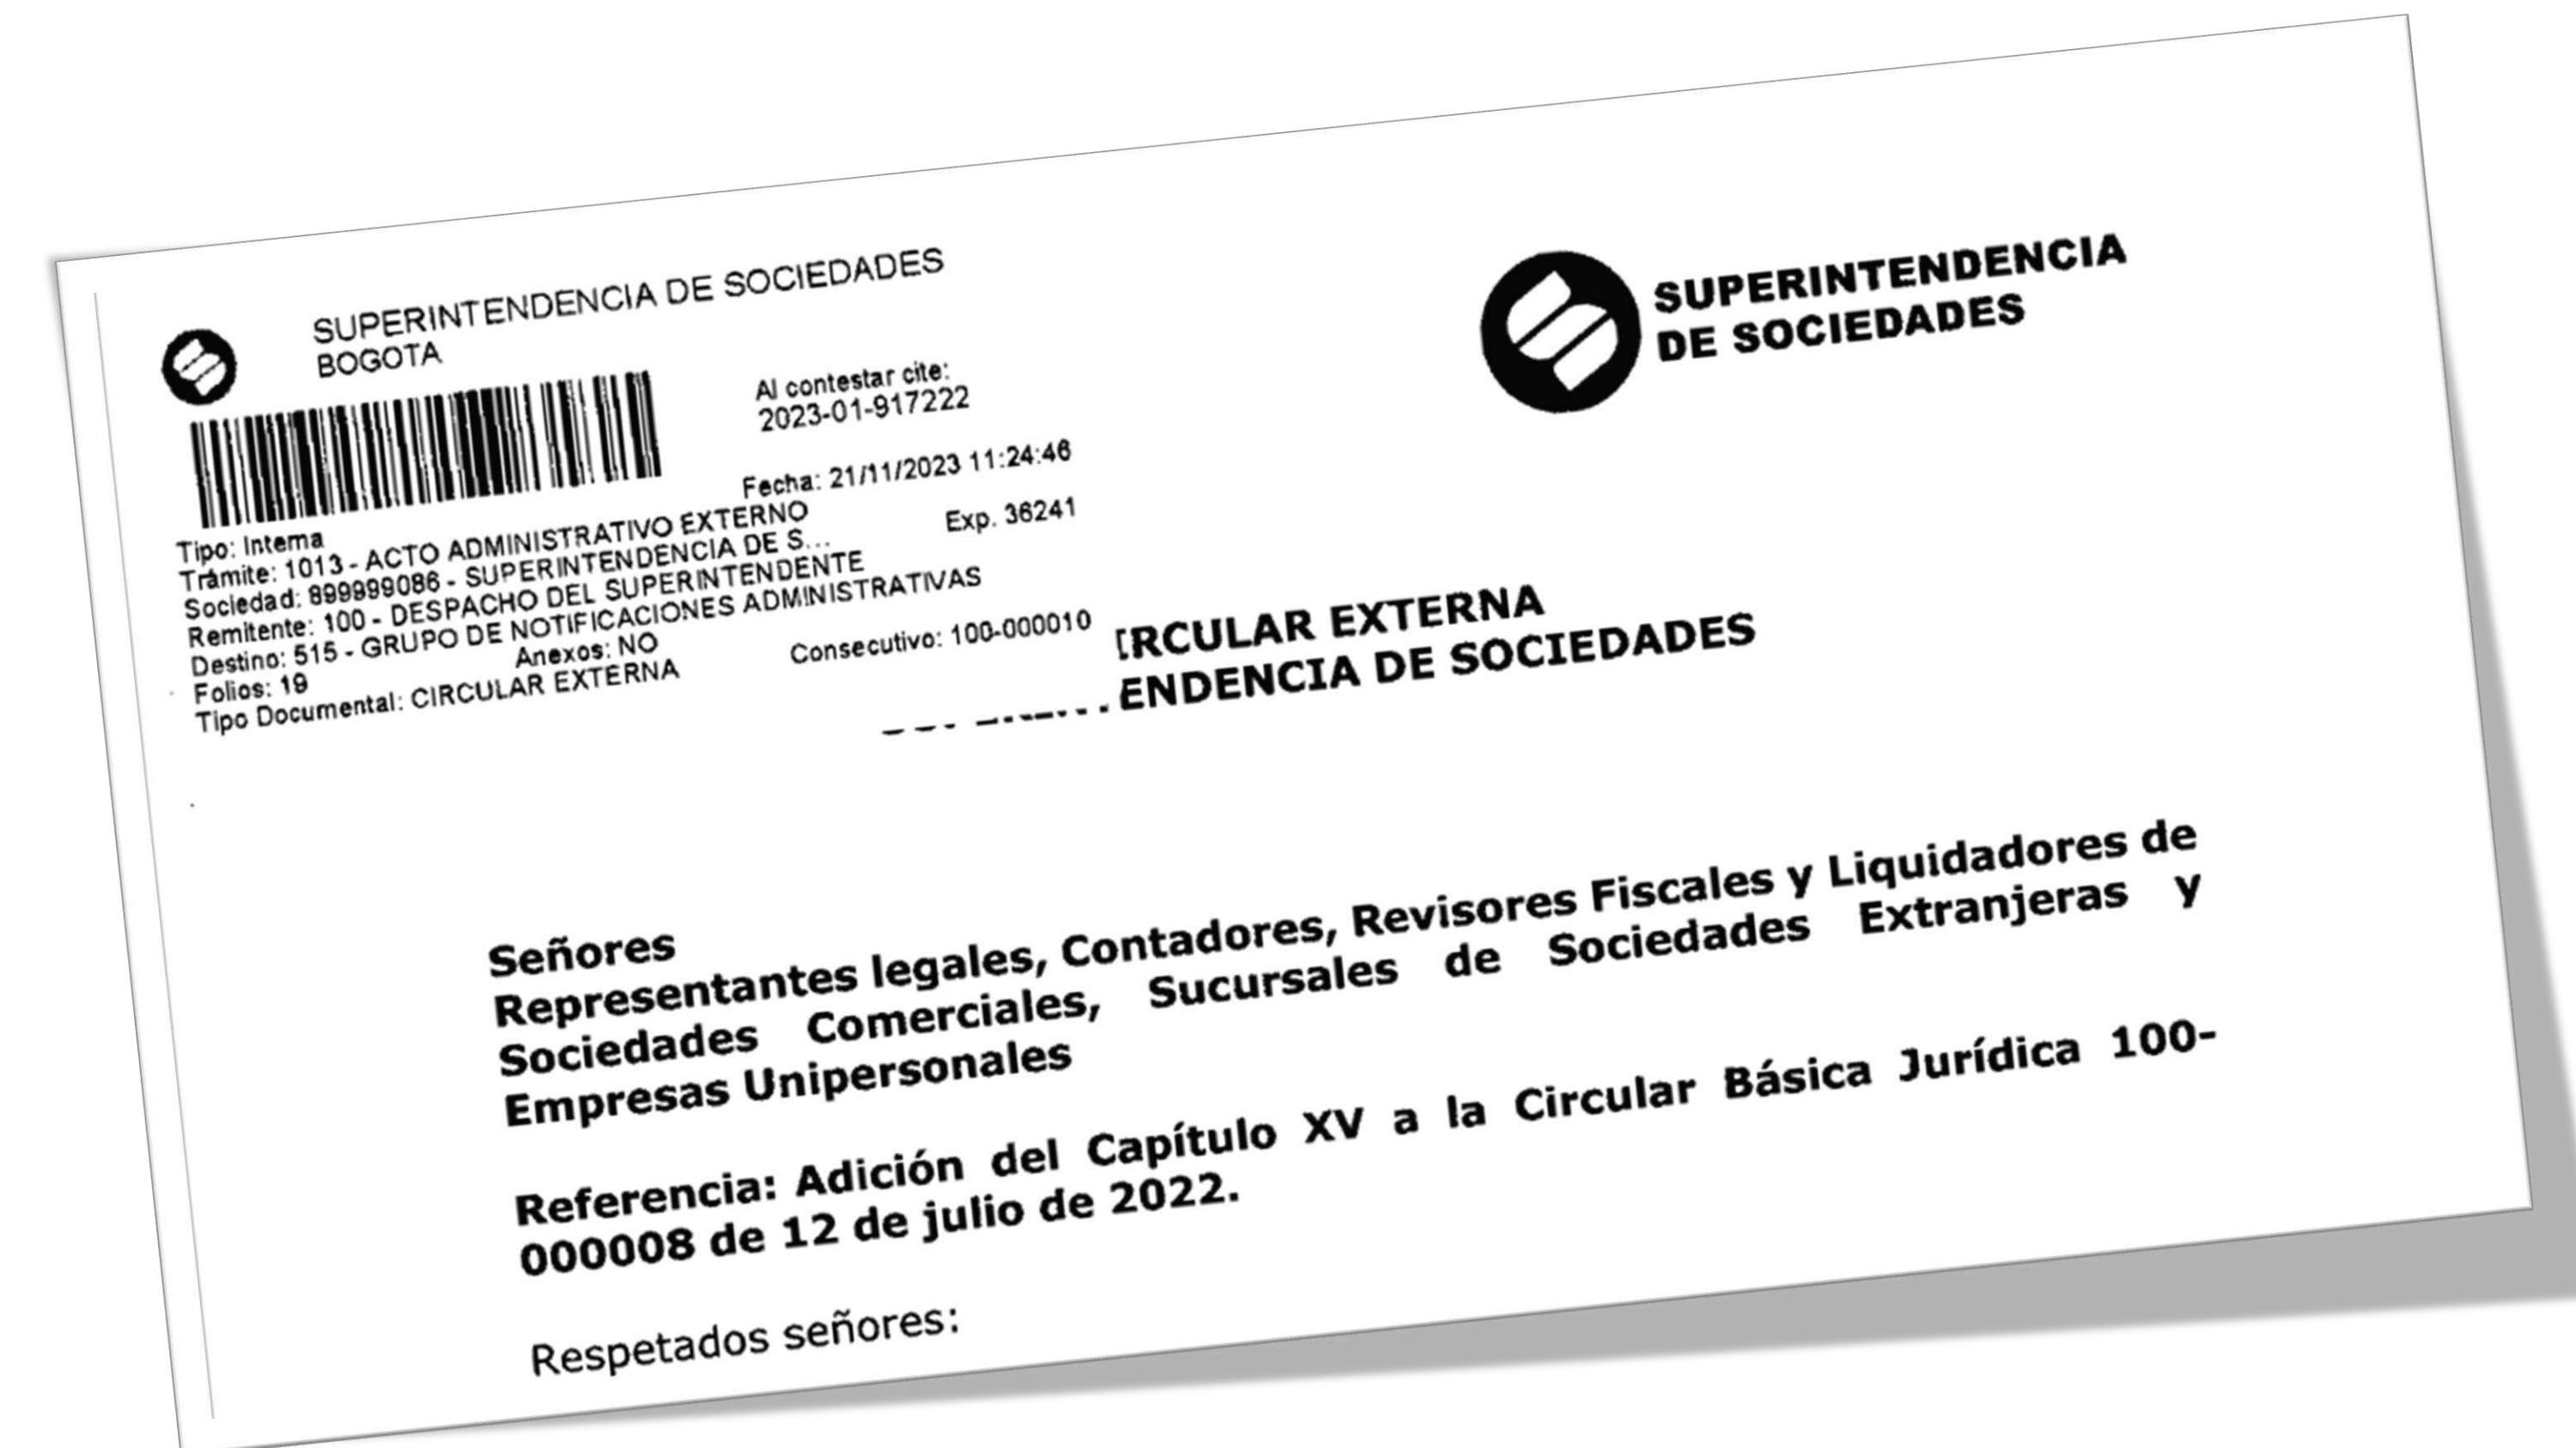 SUPERINTENDENCIA DE SOCIEDADES
BOGOTA
Al contestar cite:
2023-01-917222
Fecha: 21/11/2023 11:24:46
Tipo: Interna
Trámite: 1013 - ACTO ADMINISTRATIVO EXTERNO
Sociedad: 899999086 - SUPERINTENDENCIA DE S...
Exp. 36241
Remitente: 100 - DESPACHO DEL SUPERINTENDENTE
Destino: 515 - GRUPO DE NOTIFICACIONES ADMINISTRATIVAS
Folios: 19
Anexos: NO
Tipo Documental: CIRCULAR EXTERNA
Consecutivo: 100-000010
SUPERINTENDENCIA
DE SOCIEDADES
IRCULAR EXTERNA
ENDENCIA DE SOCIEDADES
Señores
Representantes legales, Contadores, Revisores Fiscales y Liquidadores de
Sociedades Comerciales, Sucursales de Sociedades Extranjeras y
Empresas Unipersonales
Referencia: Adición del Capítulo XV a la Circular Básica Jurídica 100-
000008 de 12 de julio de 2022.
Respetados señores: